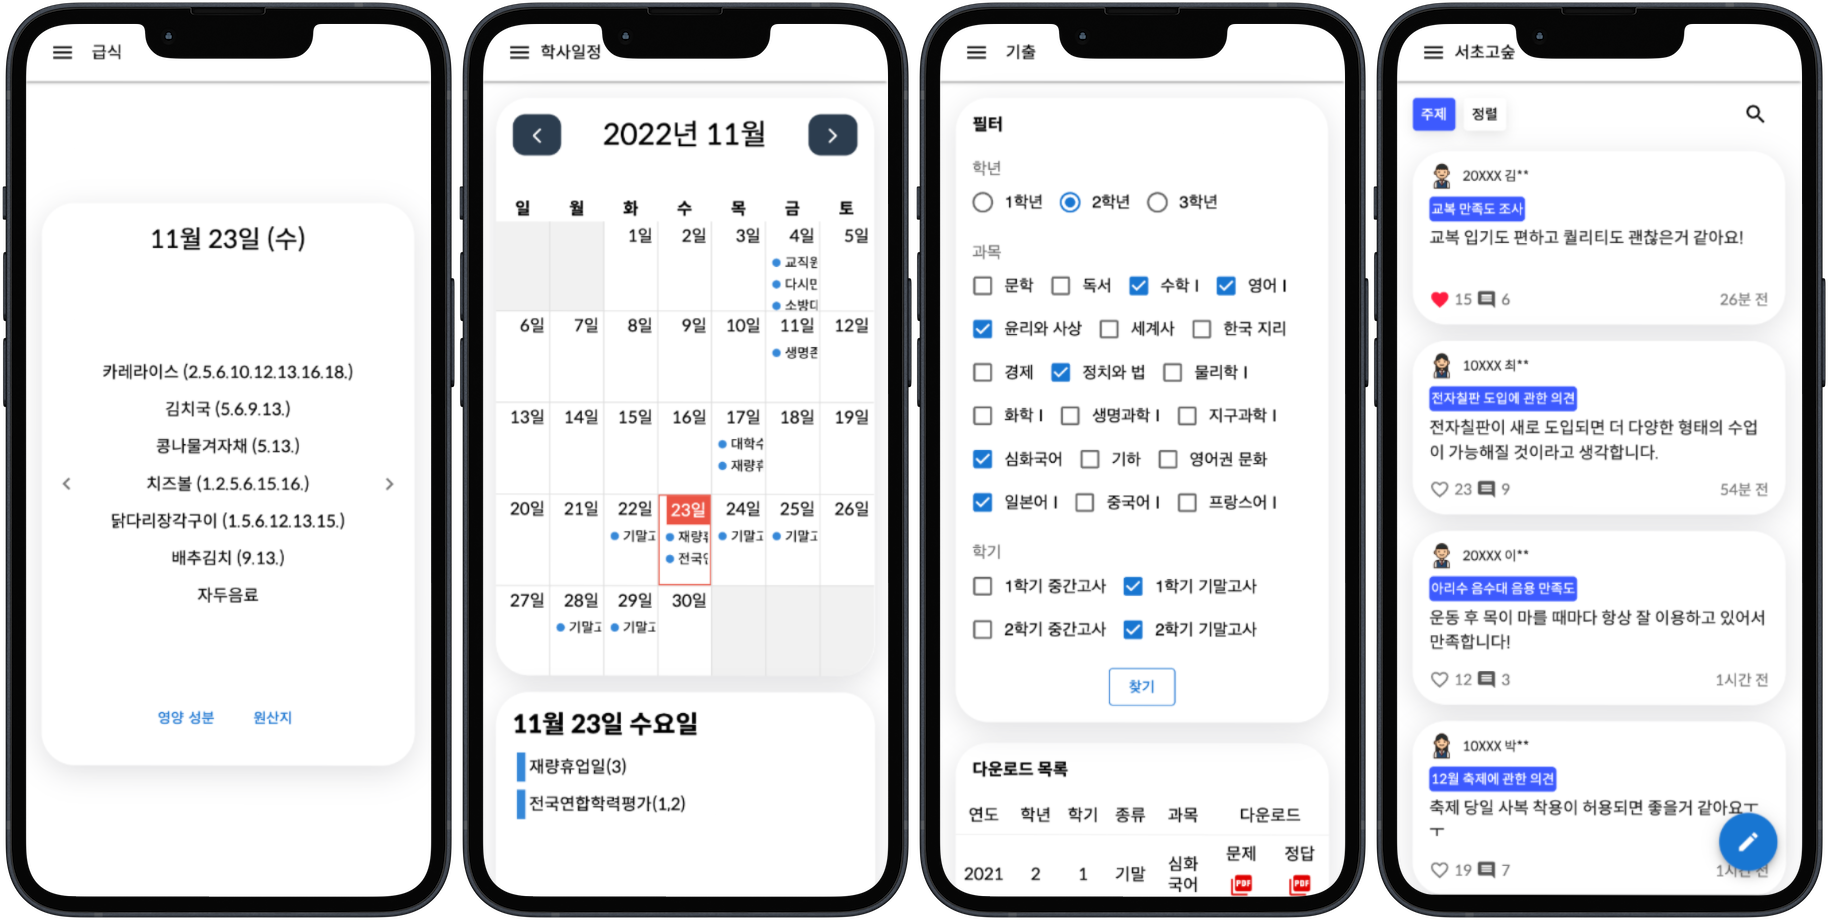 급식
11월 23일 (수)
카레라이스 (2.5.6.10.12.13.16.18.)
김치국 (5.6.9.13.)
콩나물겨자채 (5.13.)
치즈볼 (1.2.5.6.15.16.)
닭다리장각구이 (1.5.6.12.13.15.)
배추김치 (9.13.)
자두음료
영양 성분 원산지
학사일정
2022년 11월
일 월 화 수 목 금 토
1일 2일 3일 4일 5일
교직원
다시만
소방대
6일 7일 8일 9일 10일 11일 12일
생명존
13일 14일 15일 16일 17일 18일 19일
대학수
재량휴
20일 21일 22일 23일 24일 25일 26일
기말고 재량휴 기말고 기말고
전국연
27일 28일 29일 30일
기말고 기말고
11월 23일 수요일
재량휴업일(3)
전국연합학력평가(1,2)
기출
필터
학년
1학년 2학년 3학년
과목
문학 독서 수학 I 영어 I
윤리와 사상 세계사 한국 지리
경제 정치와 법 물리학 I
화학 I 생명과학 I 지구과학 I
심화국어 기하 영어권 문화
일본어 I 중국어 I 프랑스어 I
학기
1학기 중간고사 1학기 기말고사
2학기 중간고사 2학기 기말고사
찾기
다운로드 목록
연도 학년 학기 종류 과목 다운로드
문제 정답
2021 2 1 기말 심화
국어
PDF PDF
서초고숲
주제 정렬
20XXX 김**
교복 만족도 조사
교복 입기도 편하고 퀄리티도 괜찮은거 같아요!
15 6 26분 전
10XXX 최**
전자칠판 도입에 관한 의견
전자칠판이 새로 도입되면 더 다양한 형태의 수업
이 가능해질 것이라고 생각합니다.
23 9 54분 전
20XXX 이**
아리수 음수대 음용 만족도
운동 후 목이 마를 때마다 항상 잘 이용하고 있어서
만족합니다!
12 3 1시간 전
10XXX 박**
12월 축제에 관한 의견
축제 당일 사복 착용이 허용되면 좋을거 같아요ㅜ
ㅜ
19 7 1시간 전